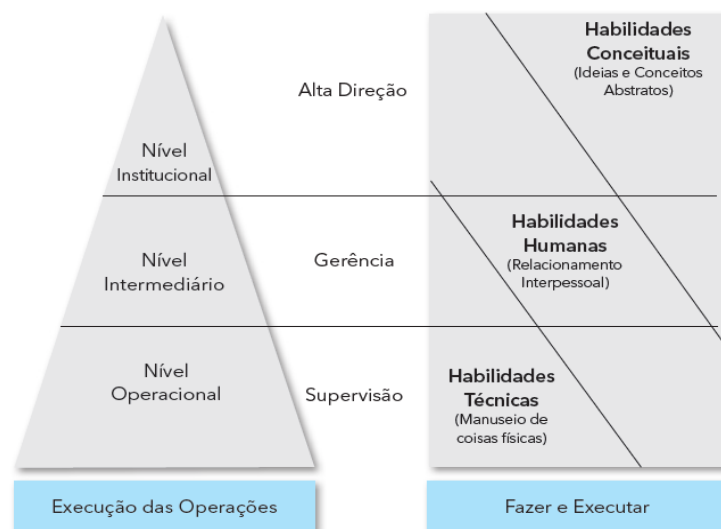 Habilidades
Conceituais
(Ideias e Conceitos
Abstratos)
Alta Direção
Nível
Institucional
Habilidades
Humanas
(Relacionamento
Interpessoal)
Nível
Intermediário
Gerência
Nível
Operacional
Supervisão
Habilidades
Técnicas
(Manuseio de
coisas físicas)
Execução das Operações
Fazer e Executar